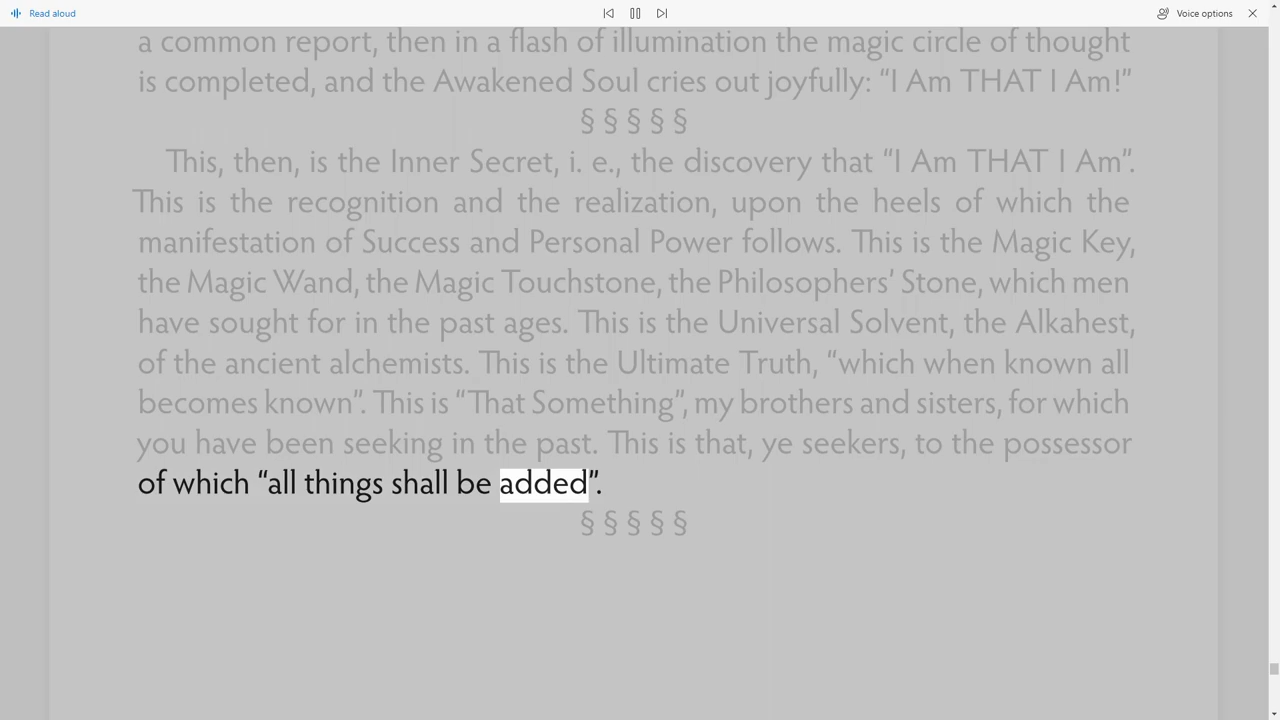 Read aloud
Voice options
a common report, then in a flash of illumination the magic circle of thought
is completed, and the Awakened Soul cries out joyfully: “I Am THAT I Am!”
§ § § § §
This, then, is the Inner Secret, i. e., the discovery that “I Am THAT I Am”.
This is the recognition and the realization, upon the heels of which the
manifestation of Success and Personal Power follows. This is the Magic Key,
the Magic Wand, the Magic Touchstone, the Philosophers’ Stone, which men
have sought for in the past ages. This is the Universal Solvent, the Alkahest,
of the ancient alchemists. This is the Ultimate Truth, “which when known all
becomes known”. This is “That Something”, my brothers and sisters, for which
you have been seeking in the past. This is that, ye seekers, to the possessor
of which “all things shall be added”.
§ § § § §